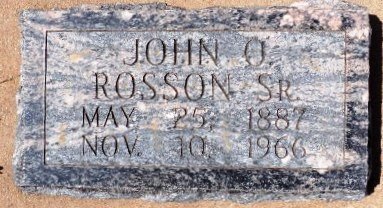 JOHN O.
ROSSON SR.
MAY 25, 1887
NOV. 10, 1966